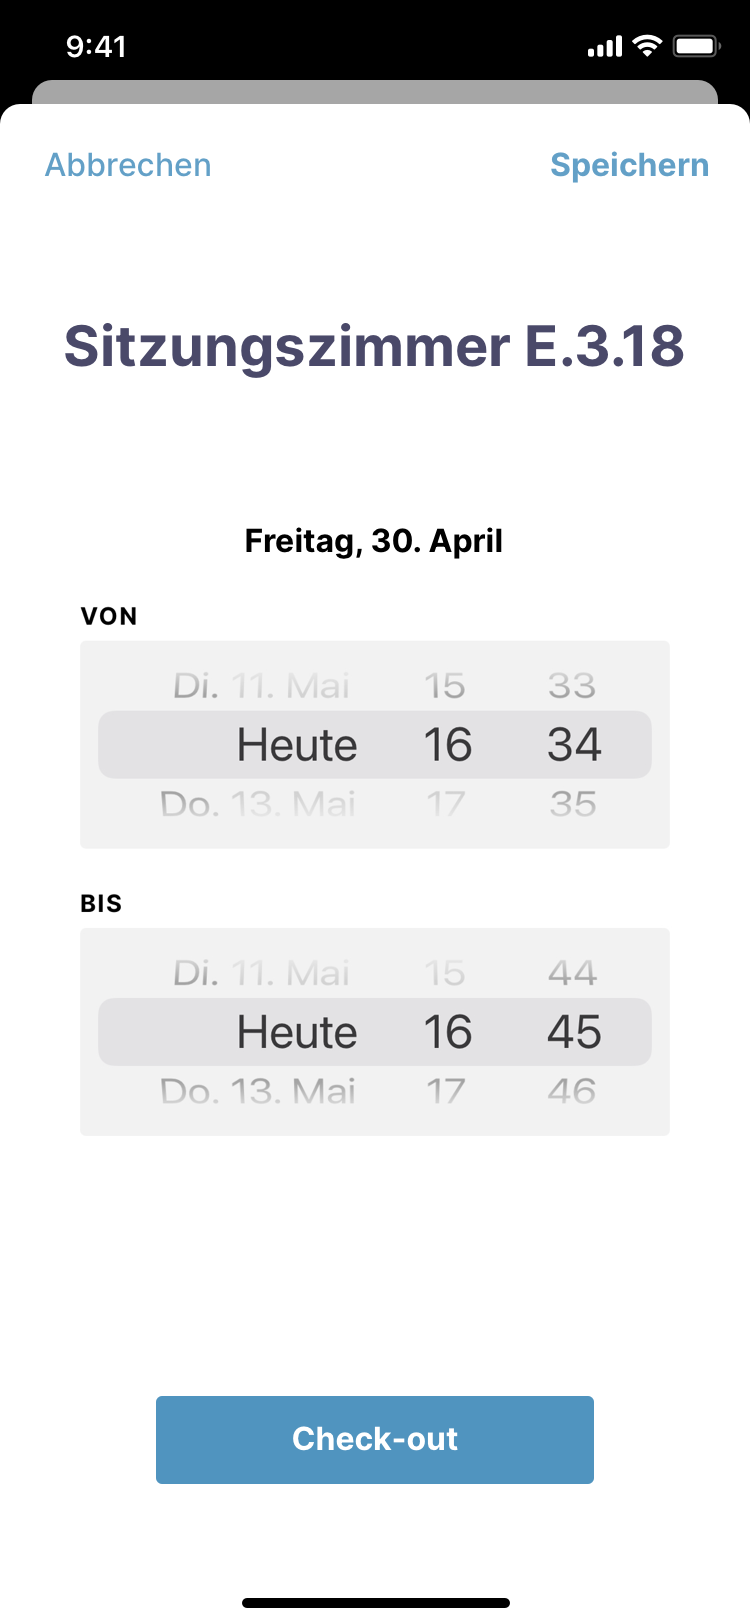 9:41
Abbrechen Speichern
Sitzungszimmer E.3.18
Freitag, 30. April
VON
Di. 11. Mai 15 33
Heute 16 34
Do. 13. Mai 17 35
BIS
Di. 11. Mai 15 44
Heute 16 45
Do. 13. Mai 17 46
Check-out